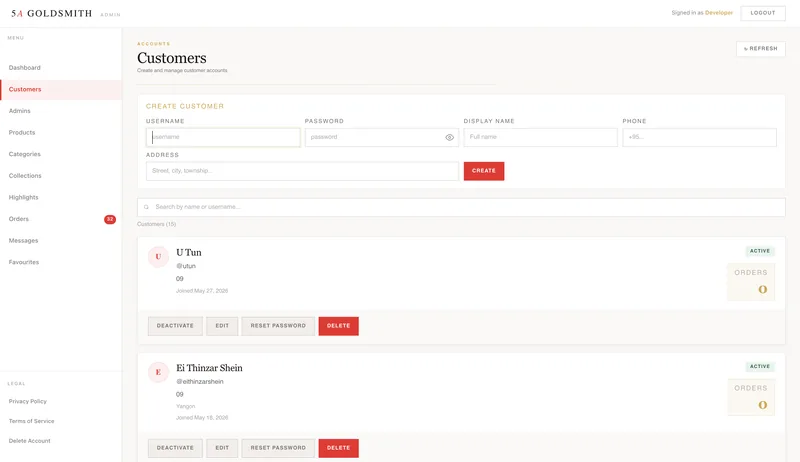 5A GOLDSMITH ADMIN
Signed in as Developer
LOGOUT
MENU
Dashboard
Customers
Admins
Products
Categories
Collections
Highlights
Orders 52
Messages
Favourites
LEGAL
Privacy Policy
Terms of Service
Delete Account
ACCOUNTS
Customers
Create and manage customer accounts.
↻ REFRESH
CREATE CUSTOMER
USERNAME PASSWORD DISPLAY NAME PHONE
username password Full name +95...
ADDRESS
Street, city, township... CREATE
Search by name or username...
Customers (15)
U U Tun ACTIVE
@utun
09
Joined May 27, 2026
ORDERS
0
DEACTIVATE EDIT RESET PASSWORD DELETE
E Ei Thinzar Shein ACTIVE
@eithinzarshein
09
Yangon
Joined May 18, 2026
ORDERS
0
DEACTIVATE EDIT RESET PASSWORD DELETE